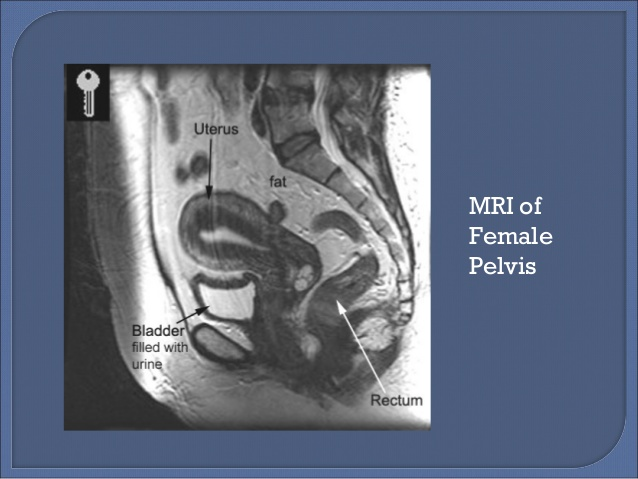 Uterus
fat
Bladder
filled with
urine
Rectum
MRI of
Female
Pelvis